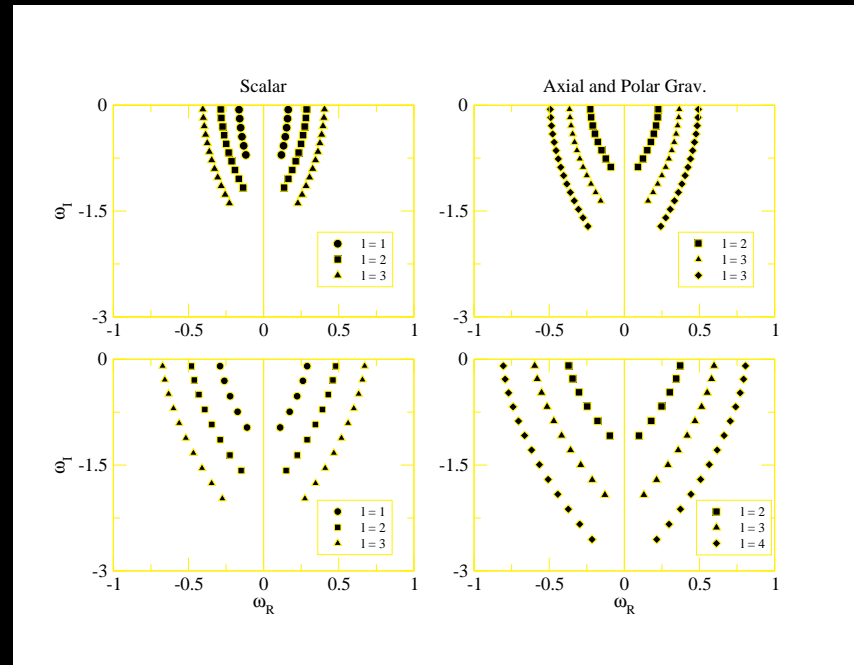 Scalar
Axial and Polar Grav.
0
-1.5
-3
ω_I
-1 -0.5 0 0.5 1
l = 1
l = 2
l = 3
0
-1.5
-3
-1 -0.5 0 0.5 1
l = 2
l = 3
l = 3
0
-1.5
-3
ω_I
-1 -0.5 0 0.5 1
ω_R
l = 1
l = 2
l = 3
0
-1.5
-3
-1 -0.5 0 0.5 1
ω_R
l = 2
l = 3
l = 4